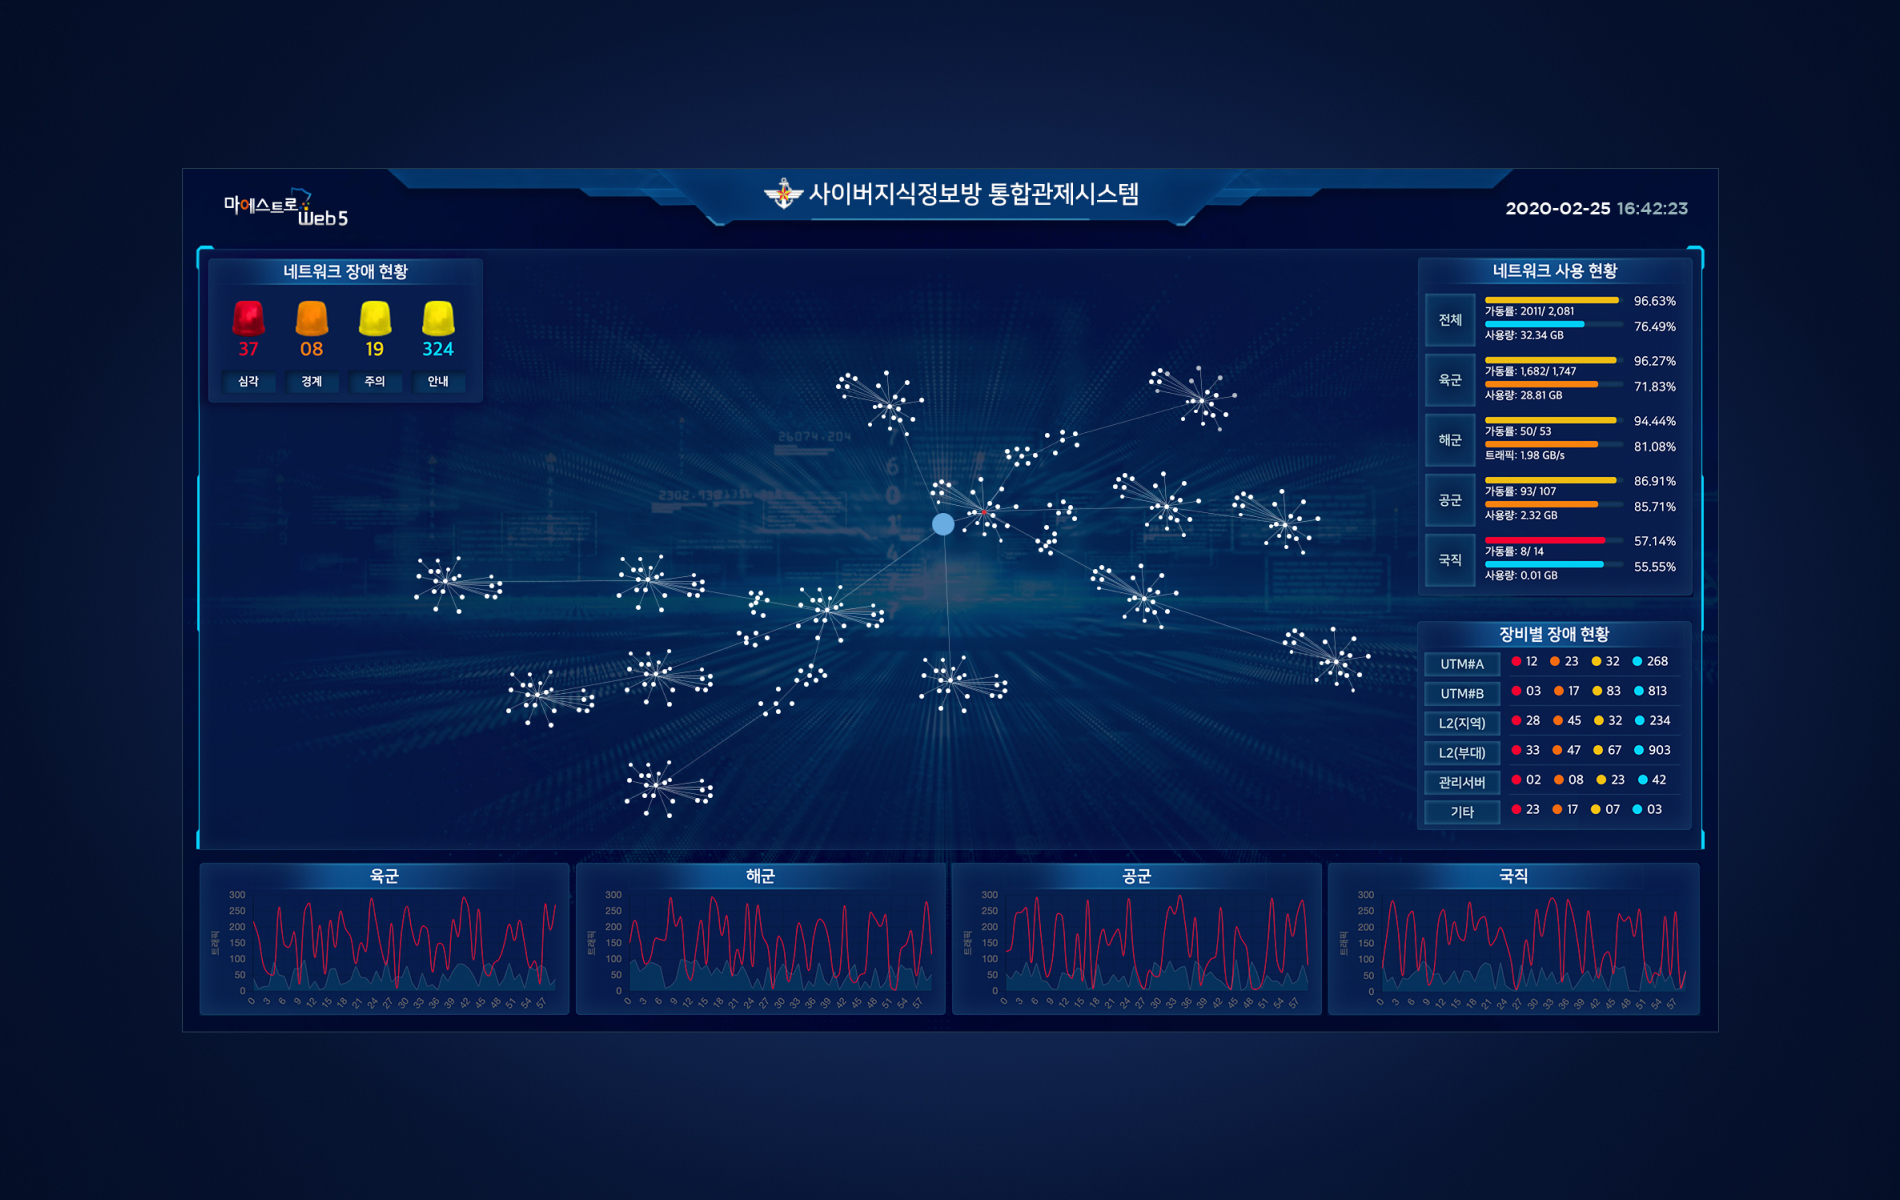 마에스트로
Web5
사이버지식정보방 통합관제시스템
2020-02-25 16:42:23
네트워크 장애 현황
37 08 19 324
심각 경계 주의 안내
26074.204
네트워크 사용 현황
전체
96.63%
가동률: 2011/ 2,081
76.49%
사용량: 32.34 GB
육군
96.27%
가동률: 1,682/ 1,747
71.83%
사용량: 28.81 GB
해군
94.44%
가동률: 50/ 53
81.08%
트래픽: 1.98 GB/s
공군
86.91%
가동률: 93/ 107
85.71%
사용량: 2.32 GB
국직
57.14%
가동률: 8/ 14
55.55%
사용량: 0.01 GB
장비별 장애 현황
UTM#A 12 23 32 268
UTM#B 03 17 83 813
L2(지역) 28 45 32 234
L2(부대) 33 47 67 903
관리서버 02 08 23 42
기타 23 17 07 03
육군
트래픽
300
250
200
150
100
50
0
0 3 6 9 12 15 18 21 24 27 30 33 36 39 42 45 48 51 54 57
해군
트래픽
300
250
200
150
100
50
0
0 3 6 9 12 15 18 21 24 27 30 33 36 39 42 45 48 51 54 57
공군
트래픽
300
250
200
150
100
50
0
0 3 6 9 12 15 18 21 24 27 30 33 36 39 42 45 48 51 54 57
국직
트래픽
300
250
200
150
100
50
0
0 3 6 9 12 15 18 21 24 27 30 33 36 39 42 45 48 51 54 57